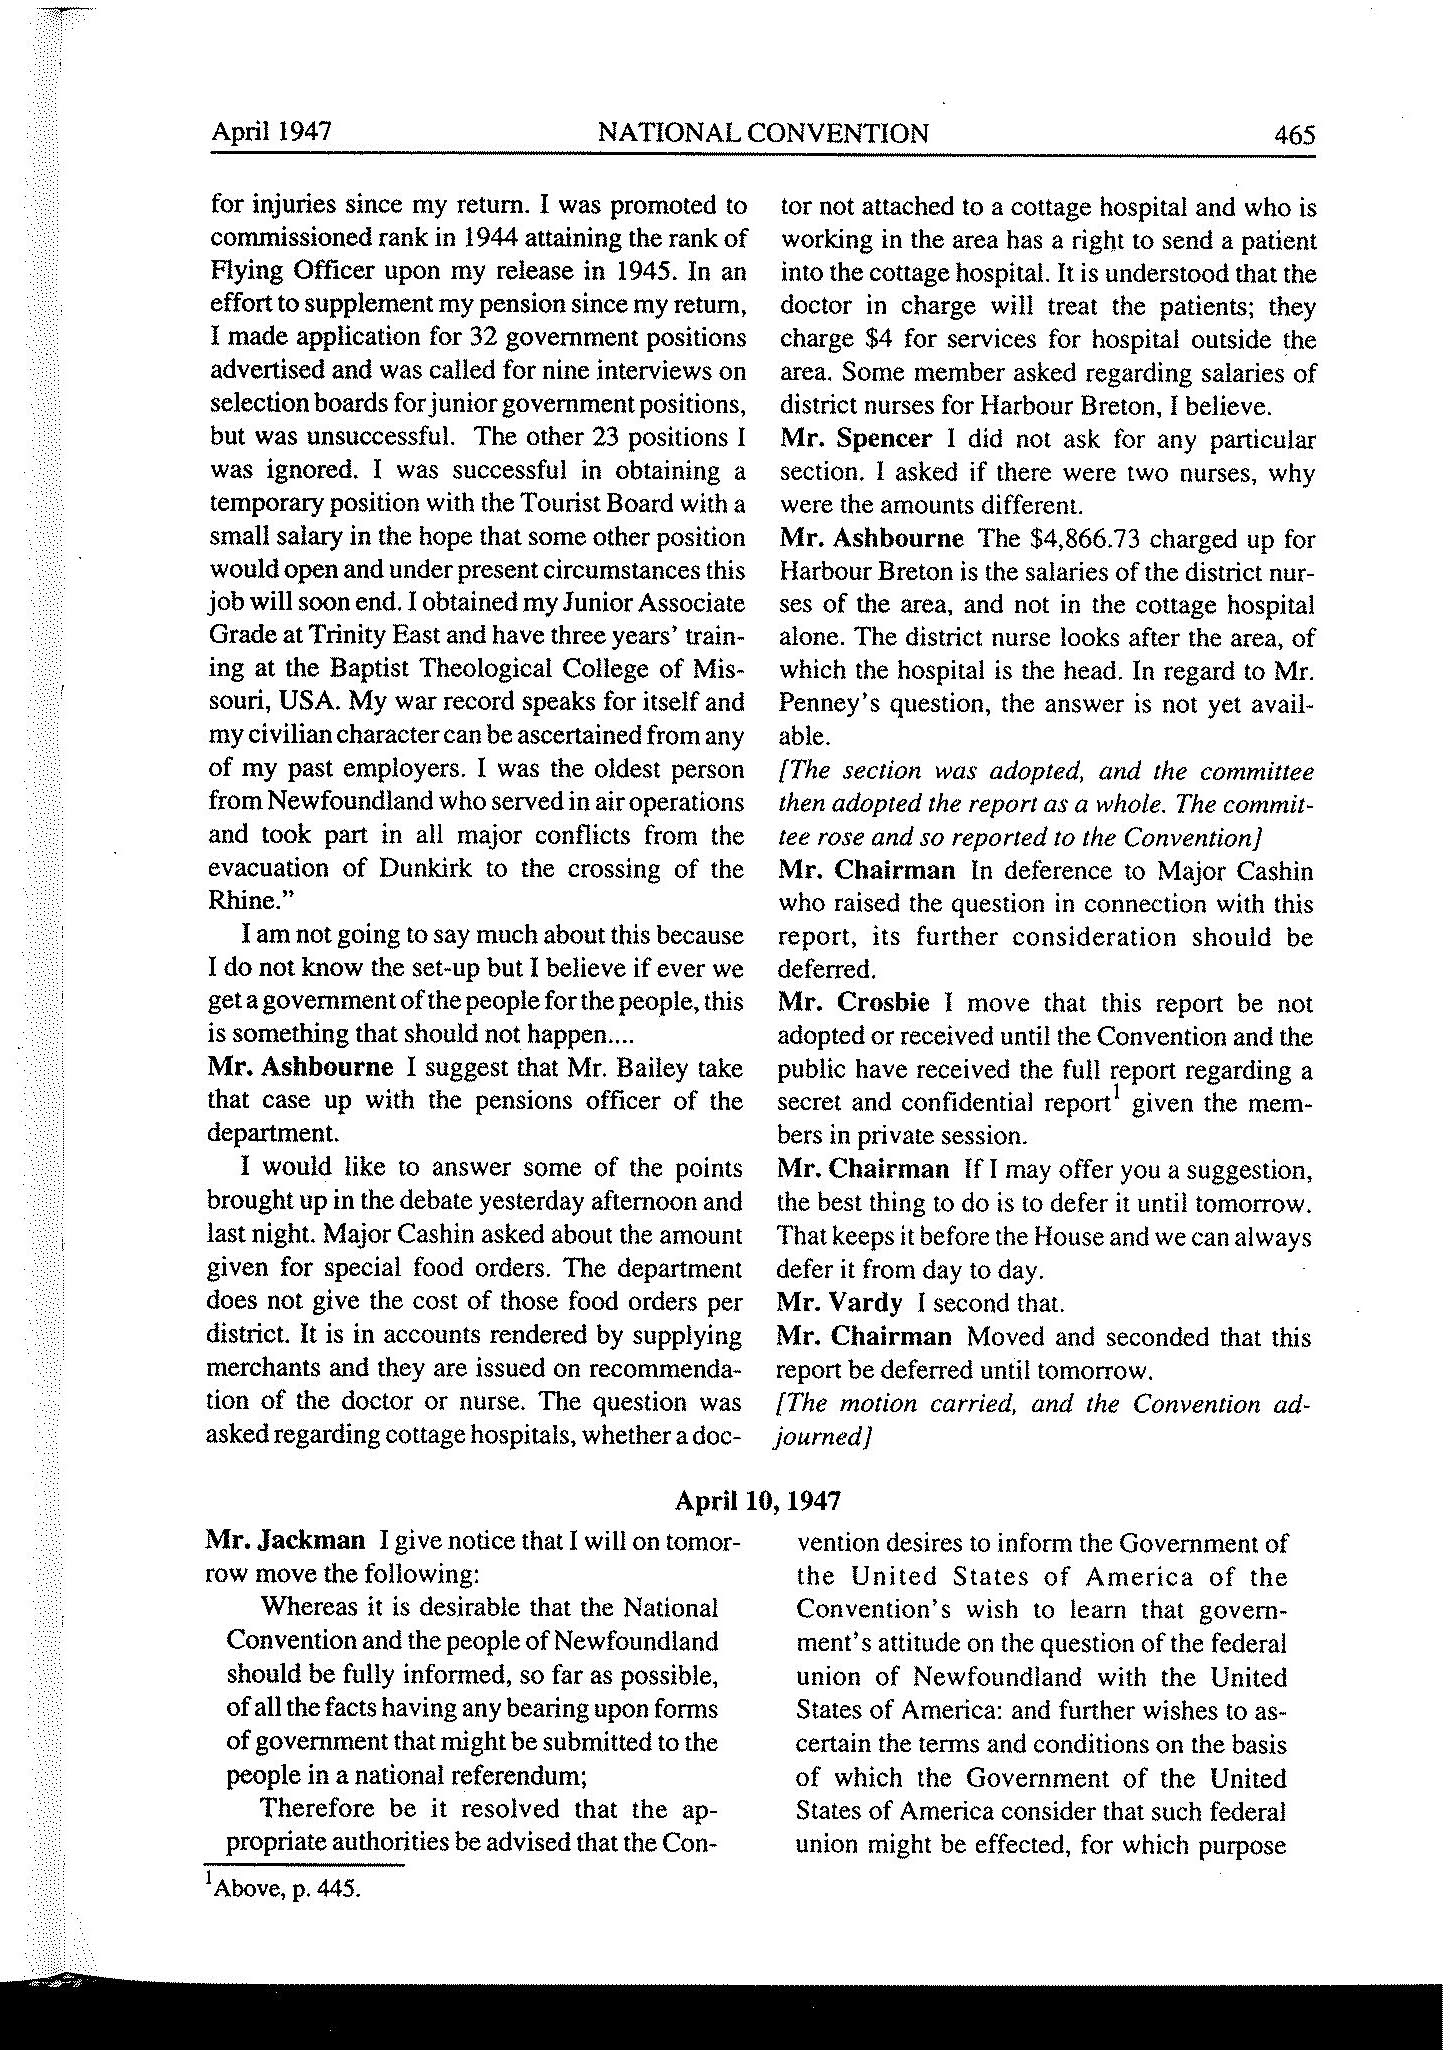 April 1947 NATIONAL CONVENTION 465
for injuries since my return. I was promoted to
commissioned rank in 1944 attaining the rank of
Flying Officer upon my release in 1945. In an
effort to supplement my pension since my return,
I made application for 32 government positions
advertised and was called for nine interviews on
selection boards for junior government positions,
but was unsuccessful. The other 23 positions I
was ignored. I was successful in obtaining a
temporary position with the Tourist Board with a
small salary in the hope that some other position
would open and under present circumstances this
job will soon end. I obtained my Junior Associate
Grade at Trinity East and have three years' train-
ing at the Baptist Theological College of Mis-
souri, USA. My war record speaks for itself and
my civilian character can be ascertained from any
of my past employers. I was the oldest person
from Newfoundland who served in air operations
and took part in all major conflicts from the
evacuation of Dunkirk to the crossing of the
Rhine."
I am not going to say much about this because
I do not know the set-up but I believe if ever we
get a government of the people for the people, this
is something that should not happen....
Mr. Ashbourne I suggest that Mr. Bailey take
that case up with the pensions officer of the
department.
I would like to answer some of the points
brought up in the debate yesterday afternoon and
last night. Major Cashin asked about the amount
given for special food orders. The department
does not give the cost of those food orders per
district. It is in accounts rendered by supplying
merchants and they are issued on recommenda-
tion of the doctor or nurse. The question was
asked regarding cottage hospitals, whether a doc-
tor not attached to a cottage hospital and who is
working in the area has a right to send a patient
into the cottage hospital. It is understood that the
doctor in charge will treat the patients; they
charge $4 for services for hospital outside the
area. Some member asked regarding salaries of
district nurses for Harbour Breton, I believe.
Mr. Spencer I did not ask for any particular
section. I asked if there were two nurses, why
were the amounts different.
Mr. Ashbourne The $4,866.73 charged up for
Harbour Breton is the salaries of the district nur-
ses of the area, and not in the cottage hospital
alone. The district nurse looks after the area, of
which the hospital is the head. In regard to Mr.
Penney's question, the answer is not yet avail-
able.
[The section was adopted, and the committee
then adopted the report as a whole. The commit-
tee rose and so reported to the Convention]
Mr. Chairman In deference to Major Cashin
who raised the question in connection with this
report, its further consideration should be
deferred.
Mr. Crosbie I move that this report be not
adopted or received until the Convention and the
public have received the full report regarding a
secret and confidential report¹ given the mem-
bers in private session.
Mr. Chairman If I may offer you a suggestion,
the best thing to do is to defer it until tomorrow.
That keeps it before the House and we can always
defer it from day to day.
Mr. Vardy I second that.
Mr. Chairman Moved and seconded that this
report be deferred until tomorrow.
[The motion carried, and the Convention ad-
journed]
April 10, 1947
Mr. Jackman I give notice that I will on tomor-
row move the following:
Whereas it is desirable that the National
Convention and the people of Newfoundland
should be fully informed, so far as possible,
of all the facts having any bearing upon forms
of government that might be submitted to the
people in a national referendum;
Therefore be it resolved that the ap-
propriate authorities be advised that the Con-
vention desires to inform the Government of
the United States of America of the
Convention's wish to learn that govern-
ment's attitude on the question of the federal
union of Newfoundland with the United
States of America: and further wishes to as-
certain the terms and conditions on the basis
of which the Government of the United
States of America consider that such federal
union might be effected, for which purpose
¹Above, p. 445.